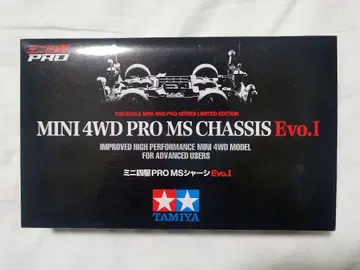 ミニ四駆
PRO
1/32 SCALE MINI 4WD PRO SERIES LIMITED EDITION
MINI 4WD PRO MS CHASSIS Evo.I
IMPROVED HIGH PERFORMANCE MINI 4WD MODEL
FOR ADVANCED USERS
ミニ四駆PRO MSシャーシ Evo.I
TAMIYA